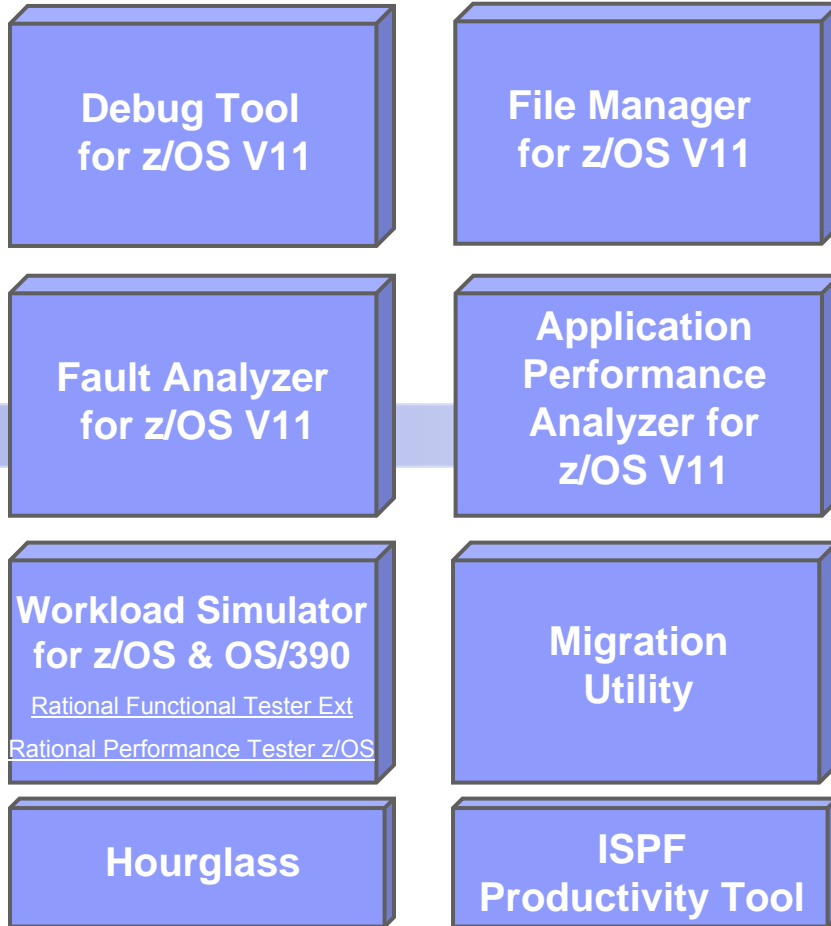 Debug Tool
for z/OS V11
File Manager
for z/OS V11
Fault Analyzer
for z/OS V11
Application
Performance
Analyzer for
z/OS V11
Workload Simulator
for z/OS & OS/390
Rational Functional Tester Ext
Rational Performance Tester z/OS
Migration
Utility
Hourglass
ISPF
Productivity Tool